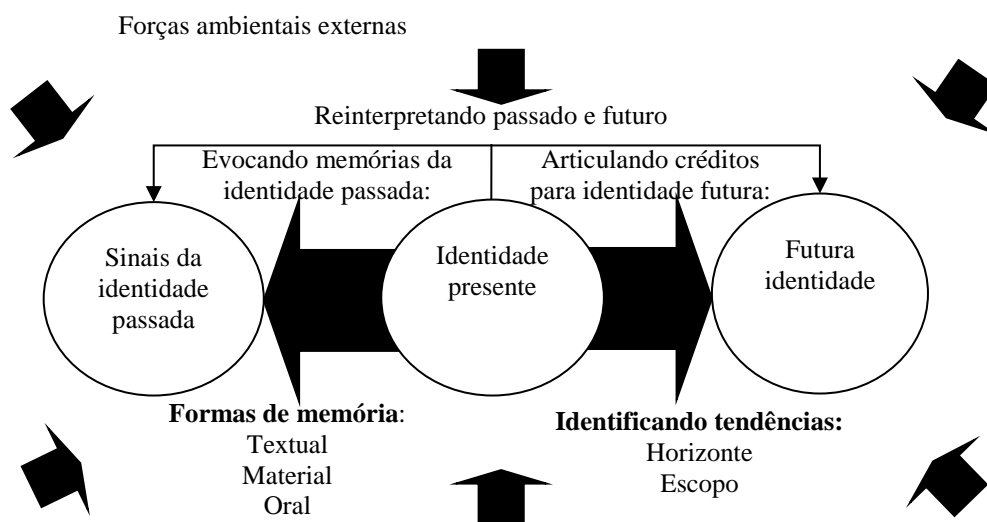 Forças ambientais externas
Reinterpretando passado e futuro
Evocando memórias da
identidade passada:
Articulando créditos
para identidade futura:
Sinais da
identidade
passada
Identidade
presente
Futura
identidade
Formas de memória:
Textual
Material
Oral
Identificando tendências:
Horizonte
Escopo